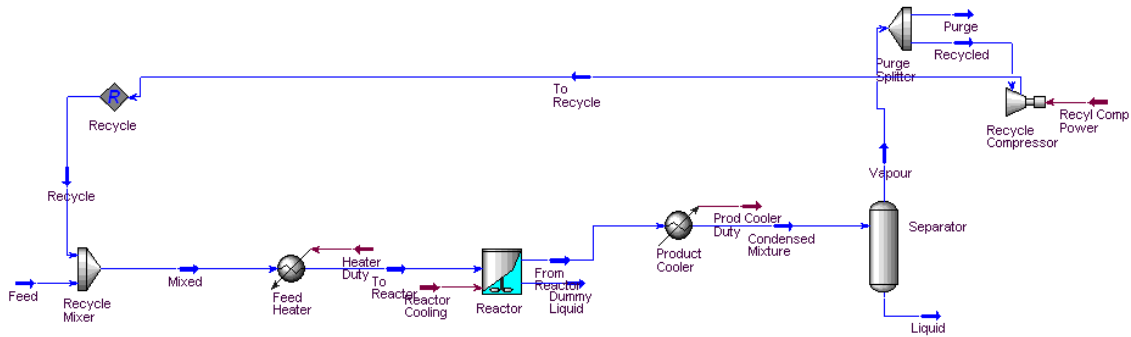 Purge
Recycled
Purge
Splitter
To
Recycle
R
Recycle
Recyl Comp
Power
Recycle
Compressor
Vapour
Recycle
Prod Cooler
Duty
Separator
Condensed
Mixture
Product
Cooler
Heater
Duty
From
Reactor
Mixed
To
Reactor
Dummy
Liquid
Feed
Reactor
Cooling
Recycle
Mixer
Feed
Heater
Reactor
Liquid